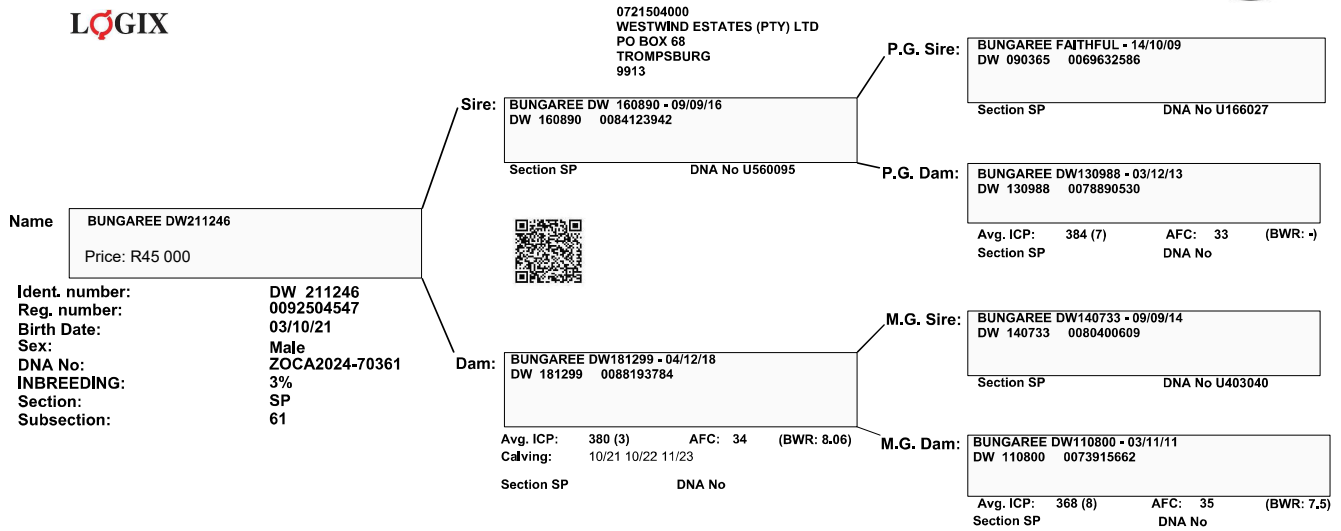 LOGIX
0721504000
WESTWIND ESTATES (PTY) LTD
PO BOX 68
TROMPSBURG
9913
Name
BUNGAREE DW211246
Price: R45 000
Ident. number: DW 211246
Reg. number: 0092504547
Birth Date: 03/10/21
Sex: Male
DNA No: ZOCA2024-70361
INBREEDING: 3%
Section: SP
Subsection: 61
Sire:
BUNGAREE DW 160890 - 09/09/16
DW 160890 0084123942
Section SP DNA No U560095
Dam:
BUNGAREE DW181299 - 04/12/18
DW 181299 0088193784
Avg. ICP: 380 (3) AFC: 34 (BWR: 8.06)
Calving: 10/21 10/22 11/23
Section SP DNA No
P.G. Sire:
BUNGAREE FAITHFUL - 14/10/09
DW 090365 0069632586
Section SP DNA No U166027
P.G. Dam:
BUNGAREE DW130988 - 03/12/13
DW 130988 0078890530
Avg. ICP: 384 (7) AFC: 33 (BWR: -)
Section SP DNA No
M.G. Sire:
BUNGAREE DW140733 - 09/09/14
DW 140733 0080400609
Section SP DNA No U403040
M.G. Dam:
BUNGAREE DW110800 - 03/11/11
DW 110800 0073915662
Avg. ICP: 368 (8) AFC: 35 (BWR: 7.5)
Section SP DNA No